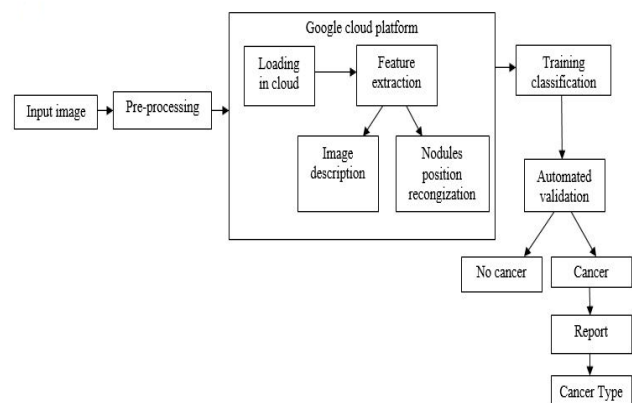 Google cloud platform
Loading
in cloud
Feature
extraction
Training
classification
Input image
Pre-processing
Image
description
Nodules
position
recongization
Automated
validation
No cancer
Cancer
Report
Cancer Type